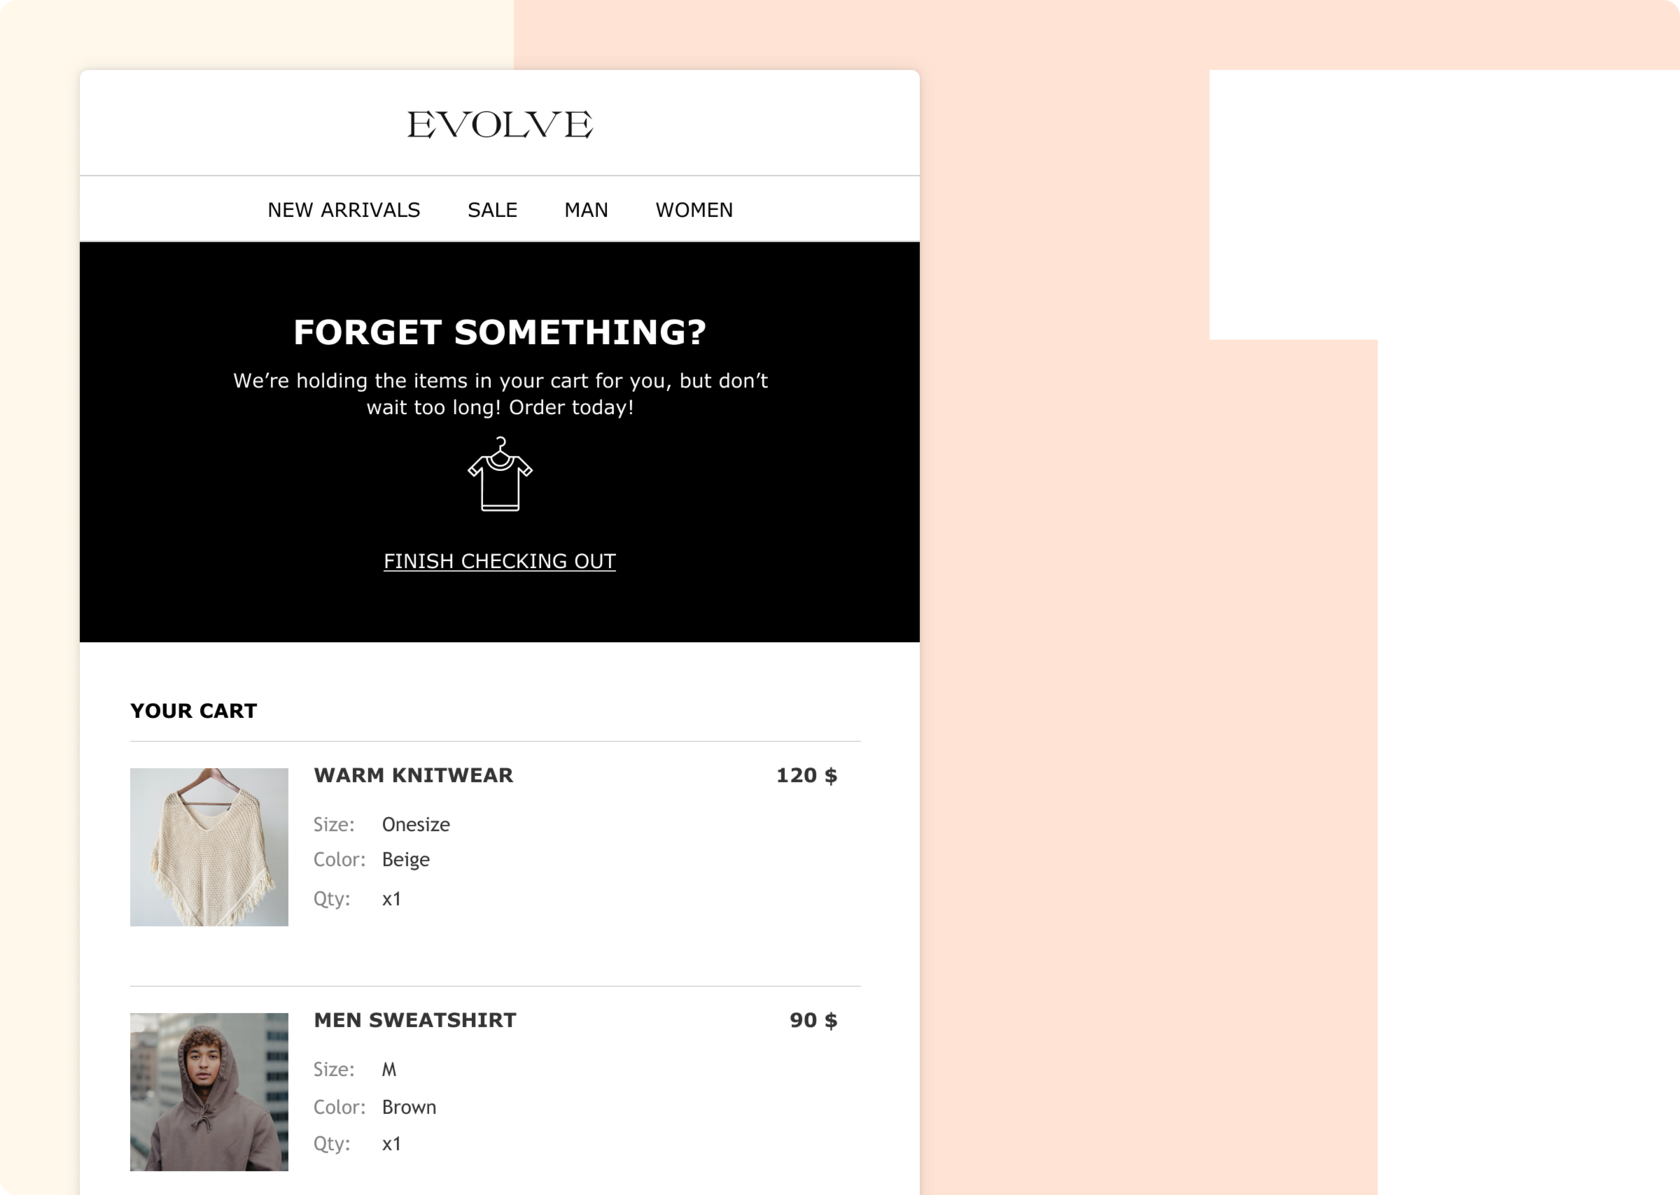 EVOLVE
NEW ARRIVALS SALE MAN WOMEN
FORGET SOMETHING?
We’re holding the items in your cart for you, but don’t
wait too long! Order today!
FINISH CHECKING OUT
YOUR CART
WARM KNITWEAR 120 $
Size: Onesize
Color: Beige
Qty: x1
MEN SWEATSHIRT 90 $
Size: M
Color: Brown
Qty: x1